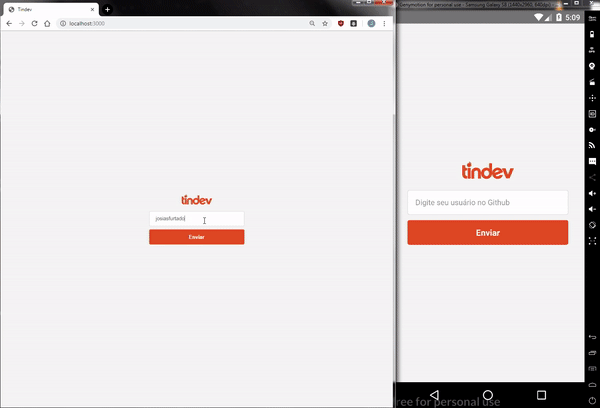 Tindev
localhost:3000
tindev
josiasfurtado
Enviar
Genymotion for personal use - Samsung Galaxy S8 (1440x2960, 640dpi)
5:09
tindev
Digite seu usuário no Github
Enviar
ree for personal use